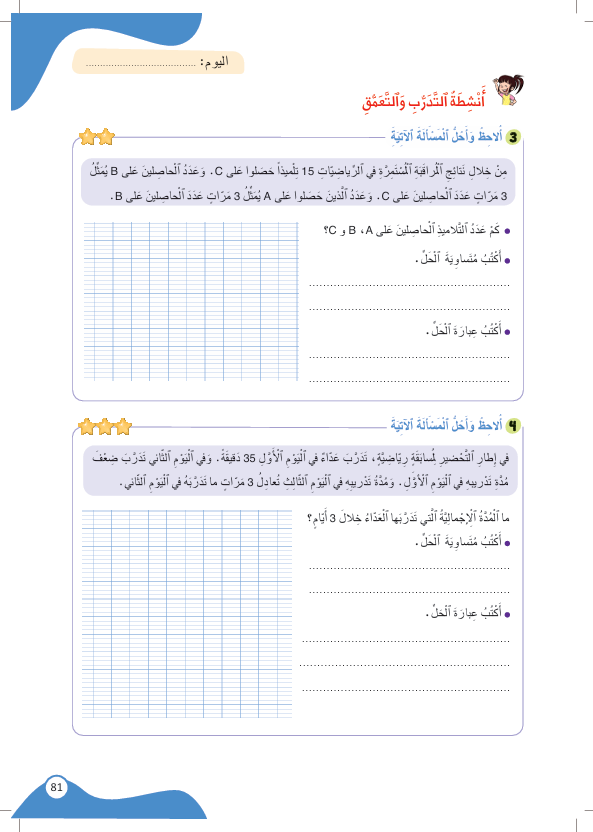 اليوم: ......................................
أَنْشِطَةُ ٱلتَّدَرُّبِ وَٱلتَّعَمُّقِ
3 أُلاحِظُ وَأَحُلُّ ٱلْمَسْأَلَةَ ٱلْآتِيَةَ
مِنْ خِلالِ نَتائِجِ ٱلْمُراقَبَةِ ٱلْمُسْتَمِرَّةِ في ٱلرِّياضِيّاتِ 15 تِلْميذاً حَصَلوا عَلى C. وَعَدَدُ ٱلْحاصِلينَ عَلى B يُمَثِّلُ
3 مَرّاتٍ عَدَدَ ٱلْحاصِلينَ عَلى C. وَعَدَدُ ٱلَّذينَ حَصَلوا عَلى A يُمَثِّلُ 3 مَرّاتٍ عَدَدَ ٱلْحاصِلينَ عَلى B.
• كَمْ عَدَدُ ٱلتَّلاميذِ ٱلْحاصِلينَ عَلى A، B و C؟
• أَكْتُبُ مُتَساوِيَةَ ٱلْحَلِّ.
• أَكْتُبُ عِبارَةَ ٱلْحَلِّ.
4 أُلاحِظُ وَأَحُلُّ ٱلْمَسْأَلَةَ ٱلْآتِيَةَ
في إِطارِ ٱلتَّحْضيرِ لِمُسابَقَةٍ رِياضِيَّةٍ، تَدَرَّبَ عَدّاءٌ في ٱلْيَوْمِ ٱلْأَوَّلِ 35 دَقيقَةً. وَفي ٱلْيَوْمِ ٱلثّاني تَدَرَّبَ ضِعْفَ
مُدَّةِ تَدْريبِهِ في ٱلْيَوْمِ ٱلْأَوَّلِ. وَمُدَّةُ تَدْريبِهِ في ٱلْيَوْمِ ٱلثّالِثِ تُعادِلُ 3 مَرّاتٍ ما تَدَرَّبَهُ في ٱلْيَوْمِ ٱلثّاني.
ما ٱلْمُدَّةُ ٱلْإِجْمالِيَّةُ ٱلَّتي تَدَرَّبَها ٱلْعَدّاءُ خِلالَ 3 أَيّامٍ؟
• أَكْتُبُ مُتَساوِيَةَ ٱلْحَلِّ.
• أَكْتُبُ عِبارَةَ ٱلْحَلِّ.
81